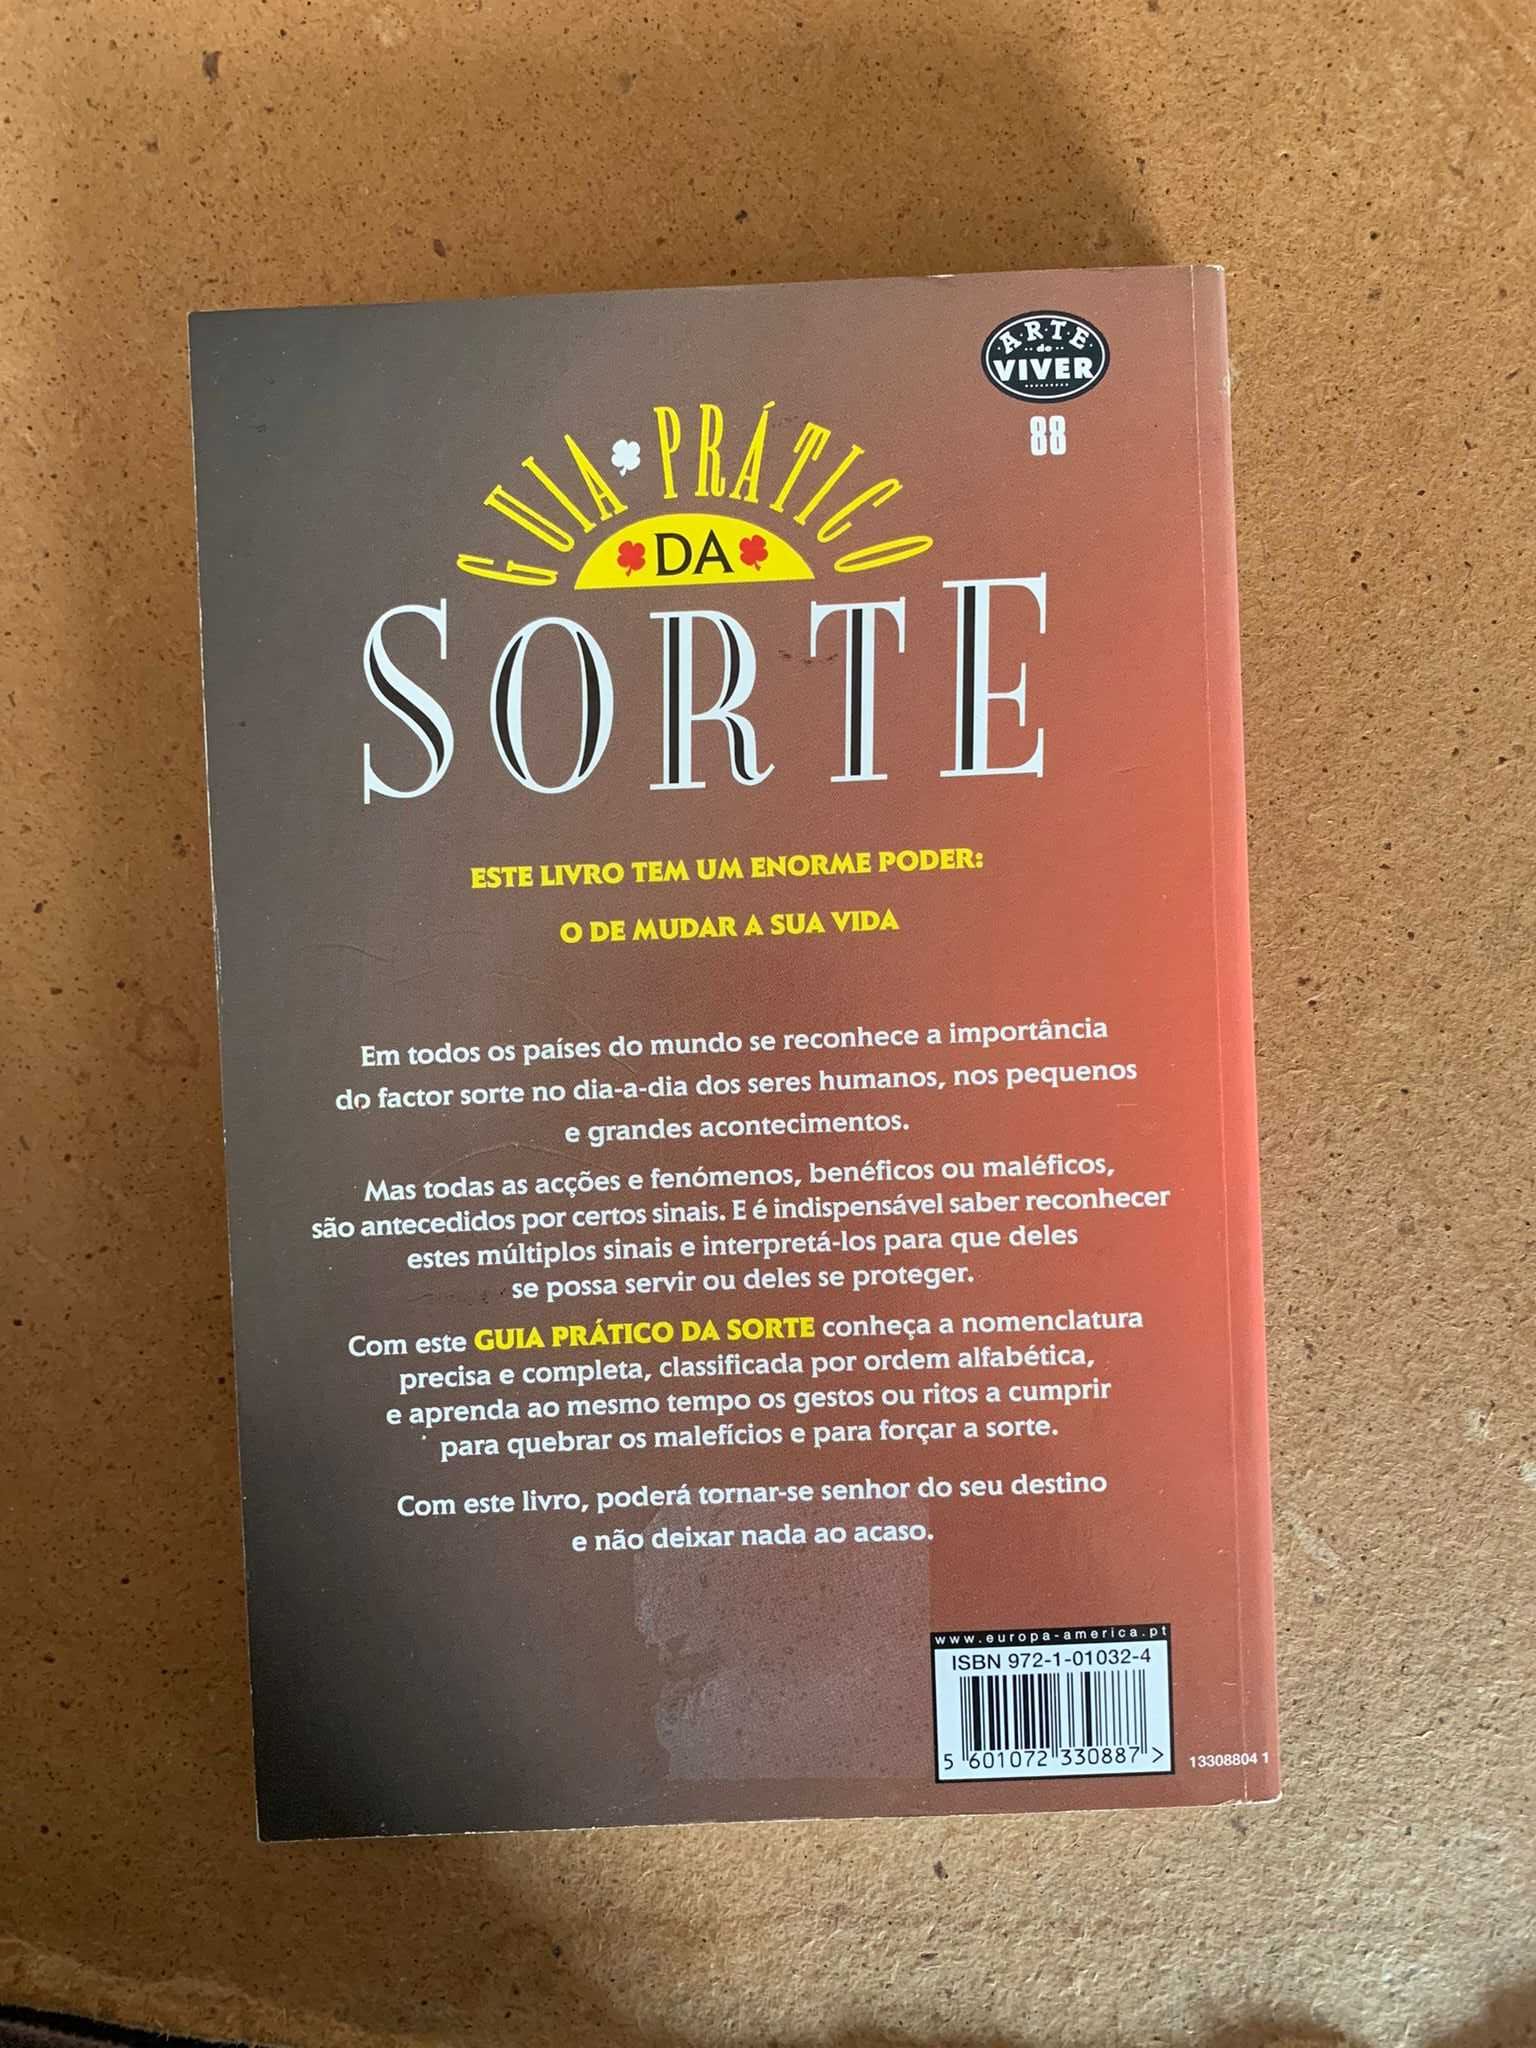 ARTE
de
VIVER
88
GUIA PRÁTICO
DA
SORTE
ESTE LIVRO TEM UM ENORME PODER:
O DE MUDAR A SUA VIDA
Em todos os países do mundo se reconhece a importância
do factor sorte no dia-a-dia dos seres humanos, nos pequenos
e grandes acontecimentos.
Mas todas as acções e fenómenos, benéficos ou maléficos,
são antecedidos por certos sinais. E é indispensável saber reconhecer
estes múltiplos sinais e interpretá-los para que deles
se possa servir ou deles se proteger.
Com este GUIA PRÁTICO DA SORTE conheça a nomenclatura
precisa e completa, classificada por ordem alfabética,
e aprenda ao mesmo tempo os gestos ou ritos a cumprir
para quebrar os malefícios e para forçar a sorte.
Com este livro, poderá tornar-se senhor do seu destino
e não deixar nada ao acaso.
www.europa-america.pt
ISBN 972-1-01032-4
5 601072 330887 >
13308804 1